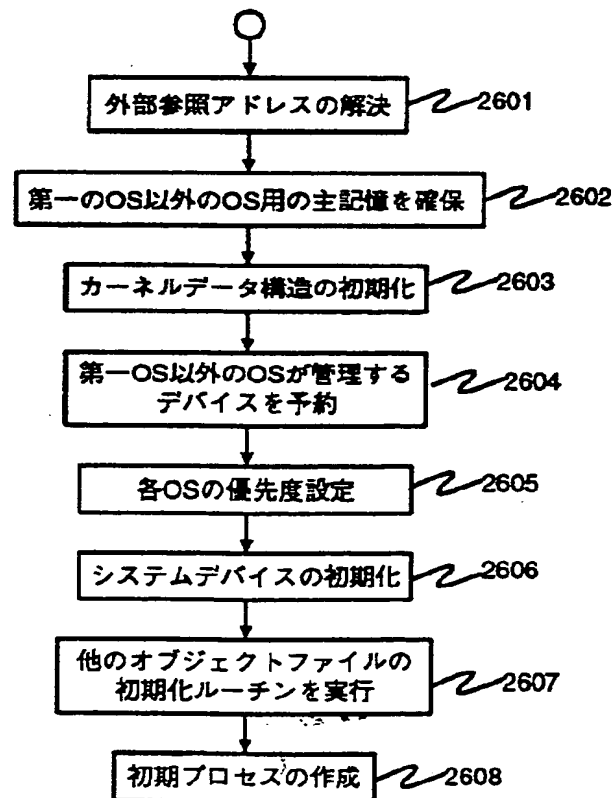 外部参照アドレスの解決
2601
第一のOS以外のOS用の主記憶を確保
2602
カーネルデータ構造の初期化
2603
第一OS以外のOSが管理する
デバイスを予約
2604
各OSの優先度設定
2605
システムデバイスの初期化
2606
他のオブジェクトファイルの
初期化ルーチンを実行
2607
初期プロセスの作成
2608